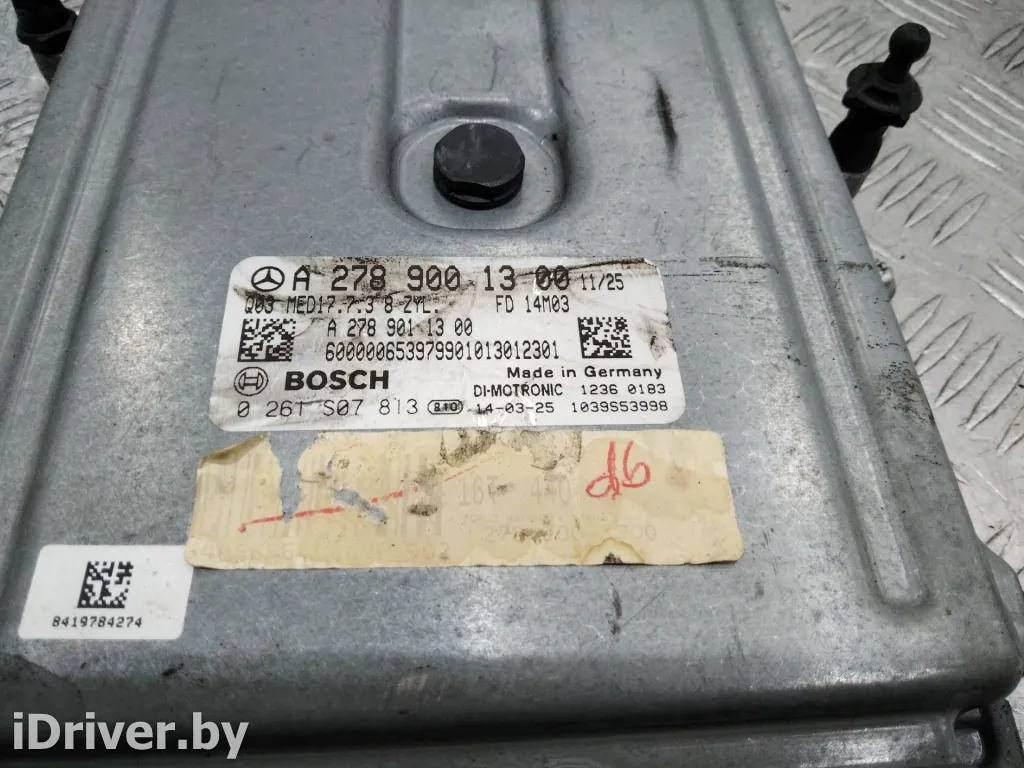 A 278 900 13 00 11/25
Q03 MED17.7.3 8-ZYL. FD 14M03
A 278 901 13 00
600000653979901013012301
BOSCH
Made in Germany
DI-MOTRONIC 1236 0183
0 261 S07 813 810 14-03-25 1039S53998
d6
8419784274
iDriver.by